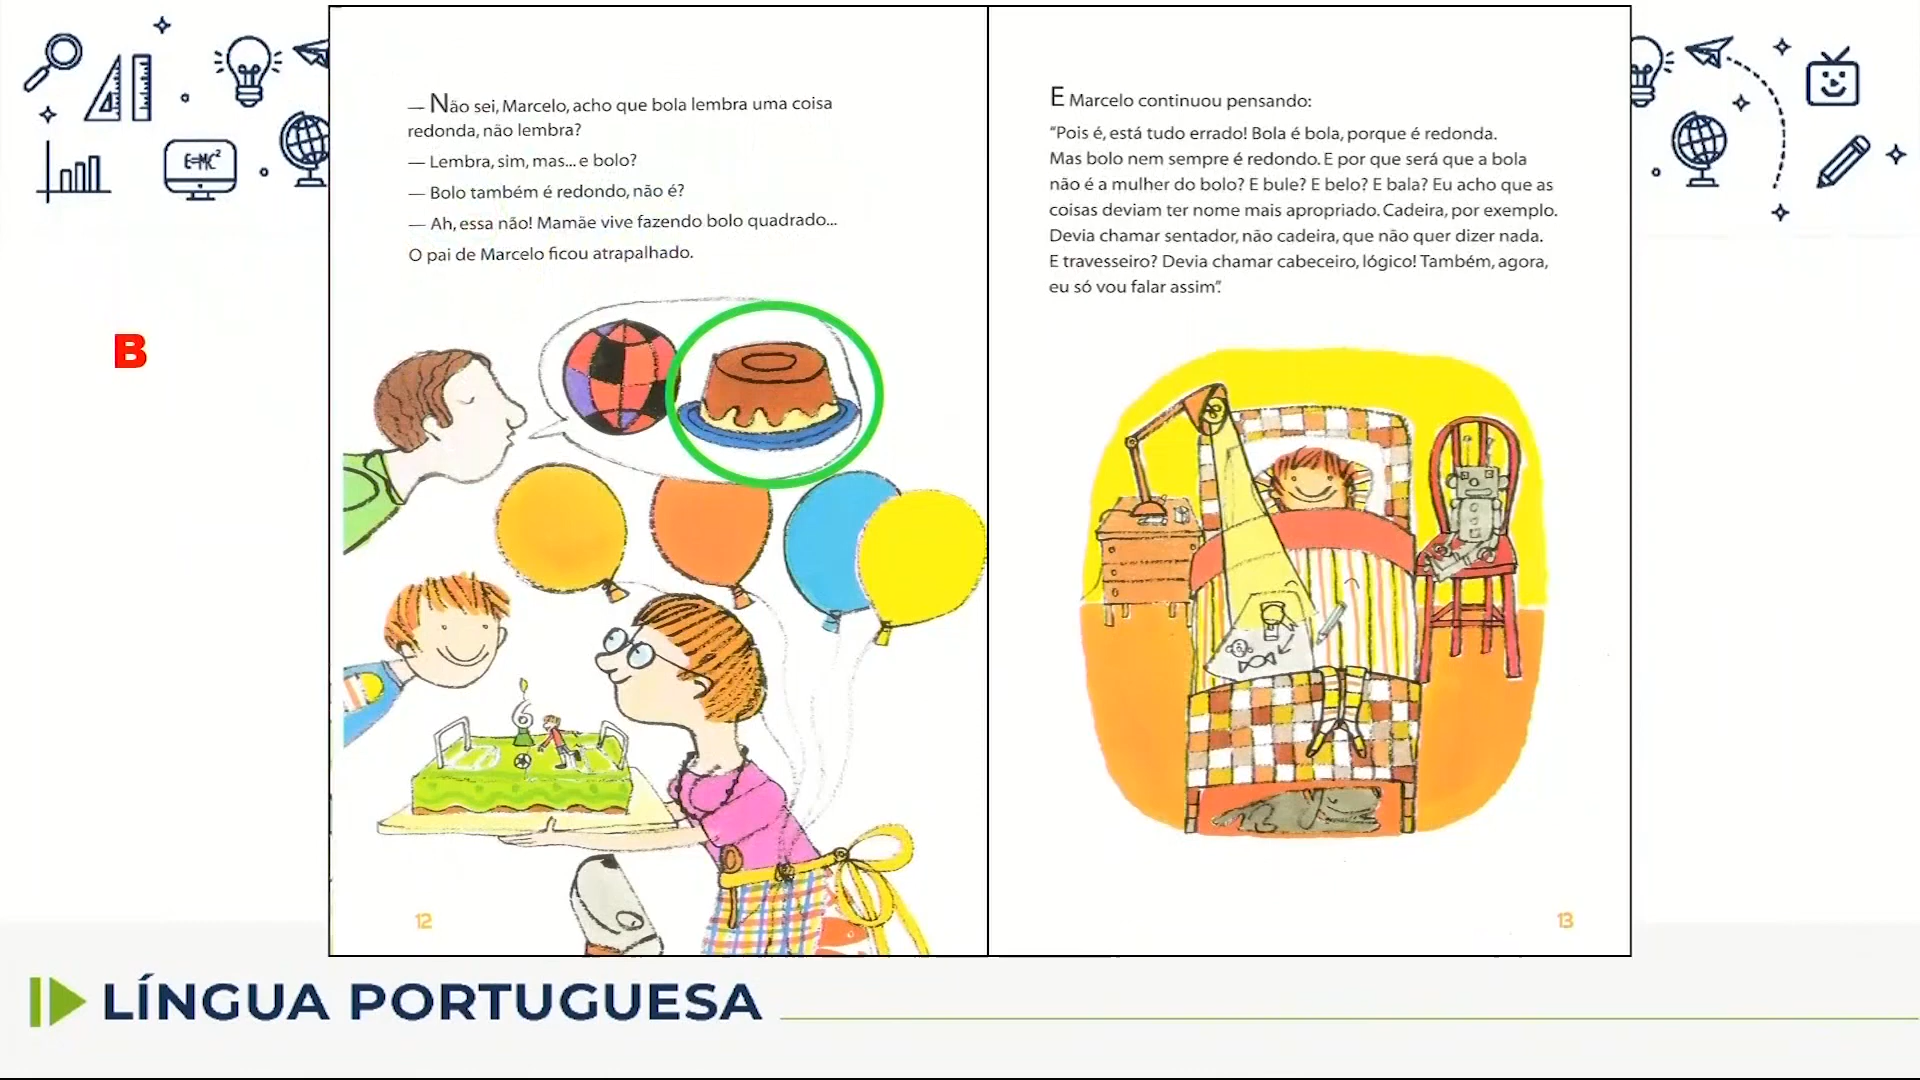 — Não sei, Marcelo, acho que bola lembra uma coisa
redonda, não lembra?
— Lembra, sim, mas... e bolo?
— Bolo também é redondo, não é?
— Ah, essa não! Mamãe vive fazendo bolo quadrado...
O pai de Marcelo ficou atrapalhado.
E Marcelo continuou pensando:
“Pois é, está tudo errado! Bola é bola, porque é redonda.
Mas bolo nem sempre é redondo. E por que será que a bola
não é a mulher do bolo? E bule? E belo? E bala? Eu acho que as
coisas deviam ter nome mais apropriado. Cadeira, por exemplo.
Devia chamar sentador, não cadeira, que não quer dizer nada.
E travesseiro? Devia chamar cabeceiro, lógico! Também, agora,
eu só vou falar assim”.
E=MC²
B
6
12
13
LÍNGUA PORTUGUESA